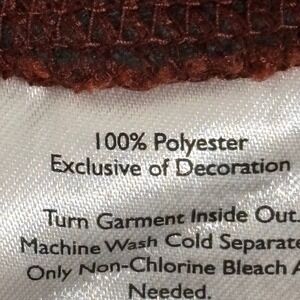 100% Polyester
Exclusive of Decoration
Turn Garment Inside Out.
Machine Wash Cold Separate
Only Non-Chlorine Bleach A
Needed.